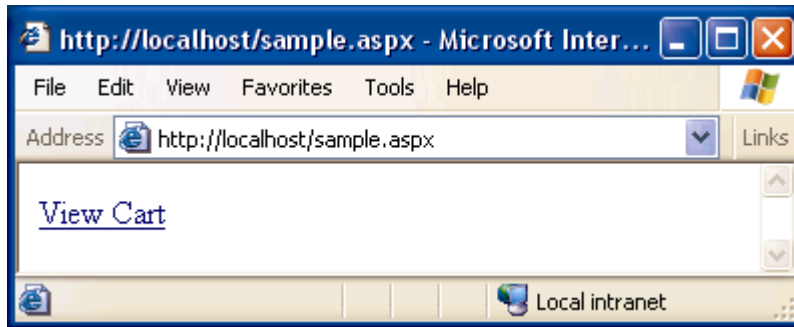 http://localhost/sample.aspx - Microsoft Inter...
File Edit View Favorites Tools Help
Address http://localhost/sample.aspx Links
View Cart
Local intranet